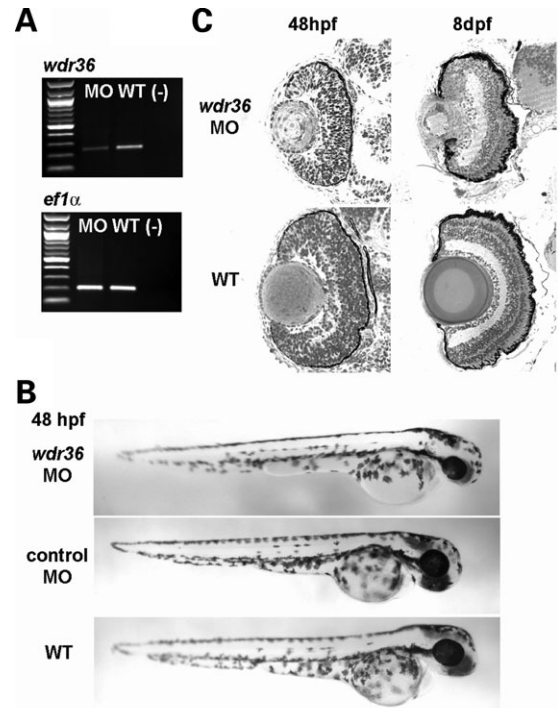 A
wdr36
MO WT (-)
ef1α
MO WT (-)
C
48hpf
8dpf
wdr36
MO
WT
B
48 hpf
wdr36
MO
control
MO
WT